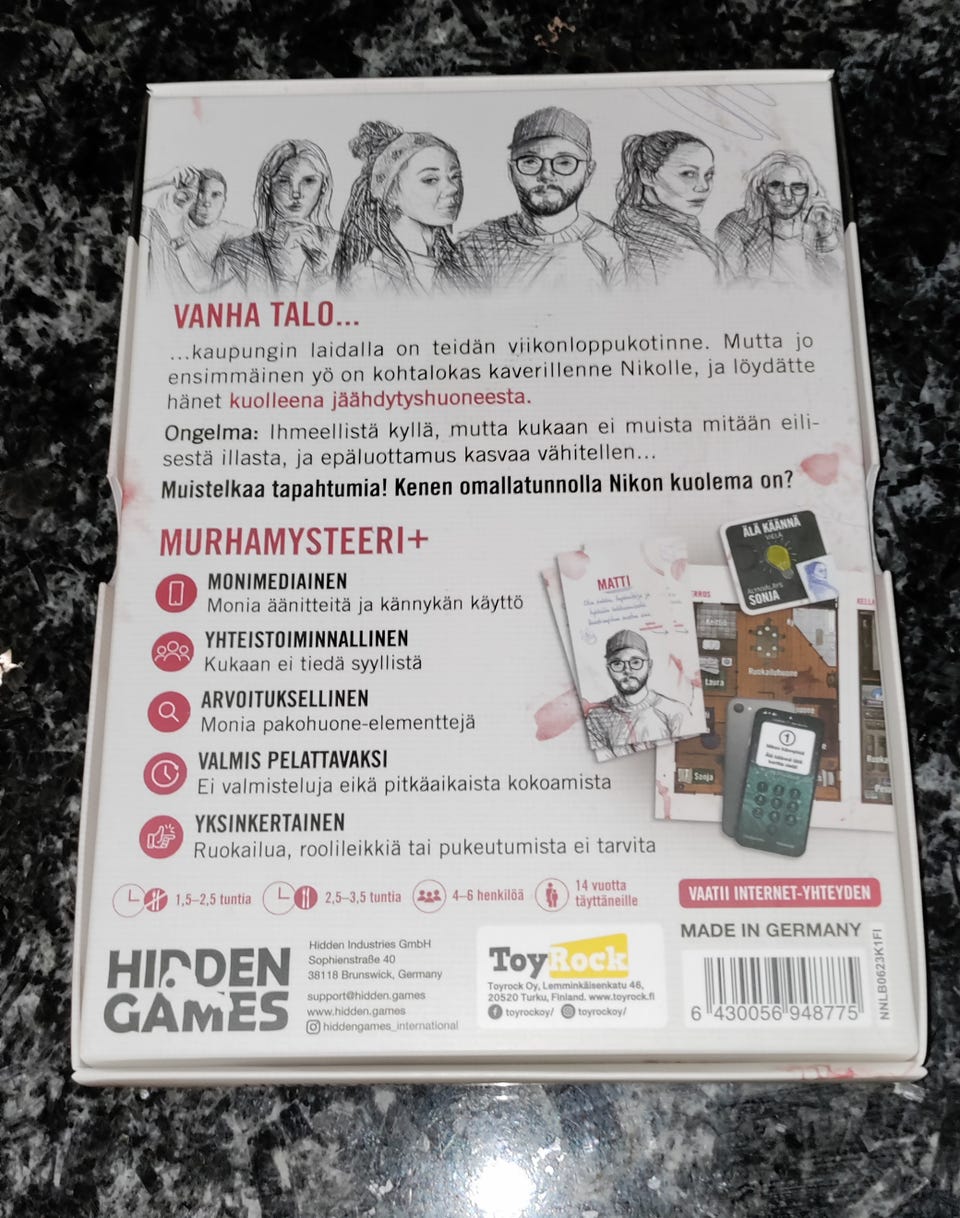 VANHA TALO...
...kaupungin laidalla on teidän viikonloppukotinne. Mutta jo
ensimmäinen yö on kohtalokas kaverillenne Nikolle, ja löydätte
hänet kuolleena jäähdytyshuoneesta.
Ongelma: Ihmeellistä kyllä, mutta kukaan ei muista mitään eili-
sestä illasta, ja epäluottamus kasvaa vähitellen...
Muistelkaa tapahtumia! Kenen omallatunnolla Nikon kuolema on?
MURHAMYSTEERI+
MONIMEDIAINEN
Monia äänitteitä ja kännykän käyttö
YHTEISTOIMINNALLINEN
Kukaan ei tiedä syyllistä
ARVOITUKSELLINEN
Monia pakohuone-elementtejä
VALMIS PELATTAVAKSI
Ei valmisteluja eikä pitkäaikaista kokoamista
YKSINKERTAINEN
Ruokailua, roolileikkiä tai pukeutumista ei tarvita
ÄLÄ KÄÄNNÄ
VIELÄ
SONJA
MATTI
Ruokailuhuone
Laura
Sonja
1
1,5–2,5 tuntia
2,5–3,5 tuntia
4–6 henkilöä
14 vuotta
täyttäneille
VAATII INTERNET-YHTEYDEN
HIDDEN
GAMES
Hidden Industries GmbH
Sophienstraße 40
38118 Brunswick, Germany
support@hidden.games
www.hidden.games
hiddengames_international
ToyRock
Toyrock Oy, Lemminkäisenkatu 46,
20520 Turku, Finland. www.toyrock.fi
toyrockoy/ toyrockoy/
MADE IN GERMANY
6 430056 948775
NNLB0623K1FI